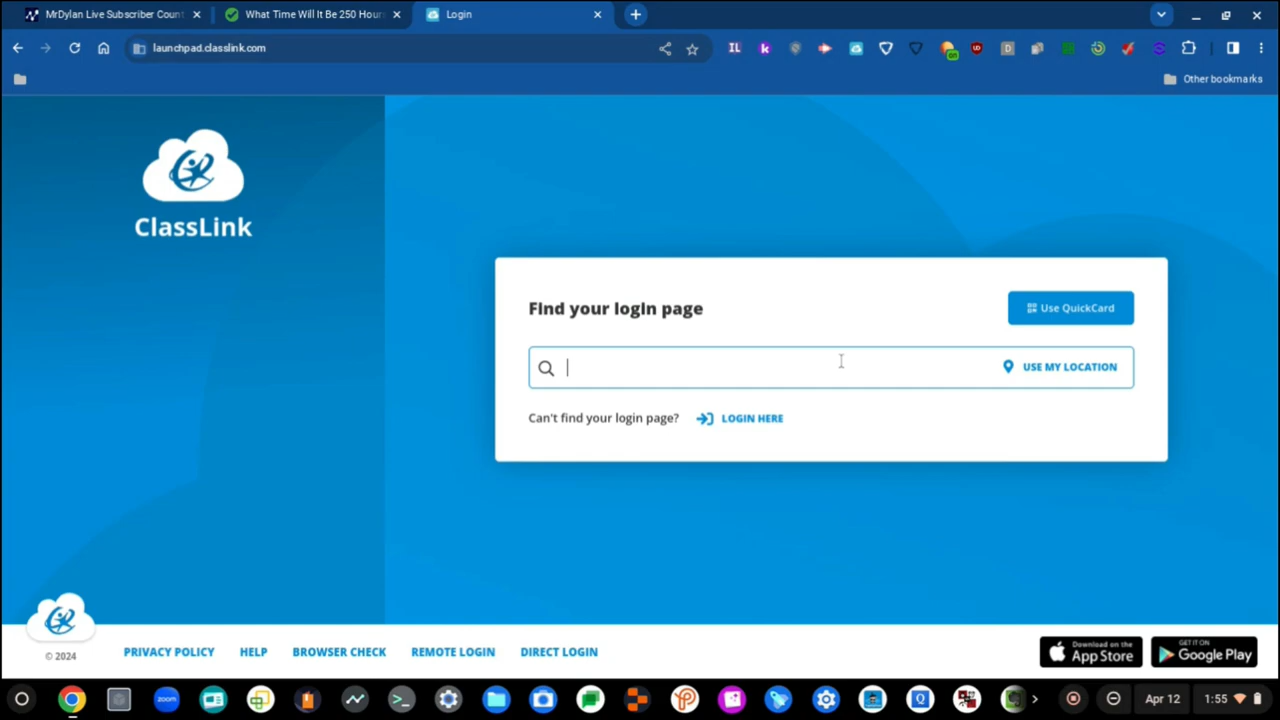 MrDylan Live Subscriber Count
What Time Will It Be 250 Hours
Login
launchpad.classlink.com
Other bookmarks
ClassLink
Find your login page
Use QuickCard
USE MY LOCATION
Can't find your login page? LOGIN HERE
© 2024
PRIVACY POLICY
HELP
BROWSER CHECK
REMOTE LOGIN
DIRECT LOGIN
Download on the
App Store
GET IT ON
Google Play
zoom
Apr 12
1:55